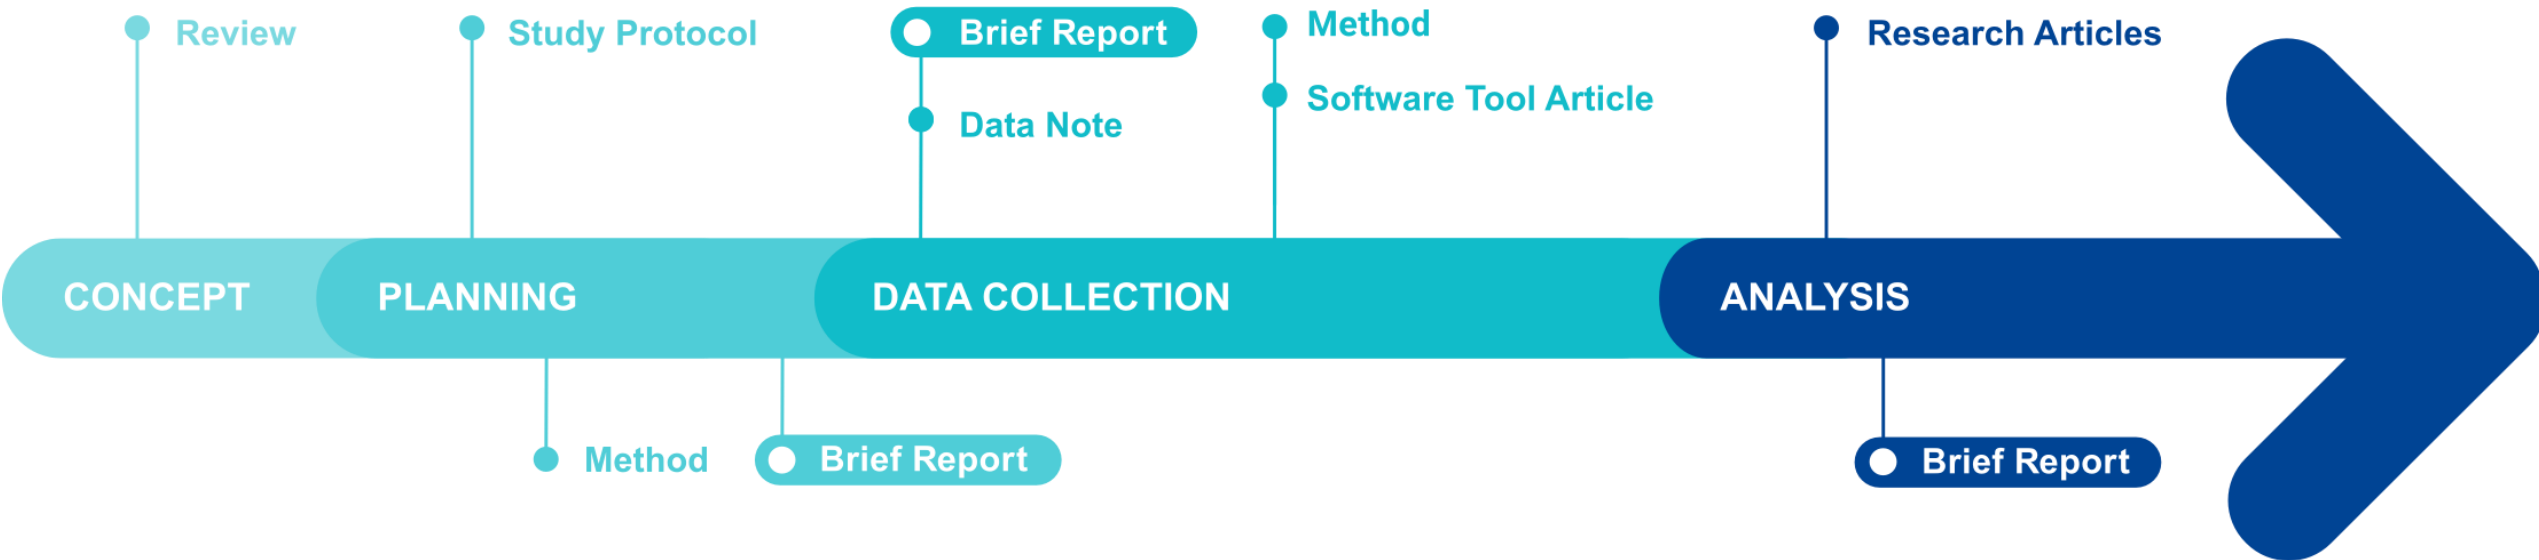 Review
Study Protocol
Brief Report
Data Note
Method
Software Tool Article
Research Articles
CONCEPT
PLANNING
DATA COLLECTION
ANALYSIS
Method
Brief Report
Brief Report